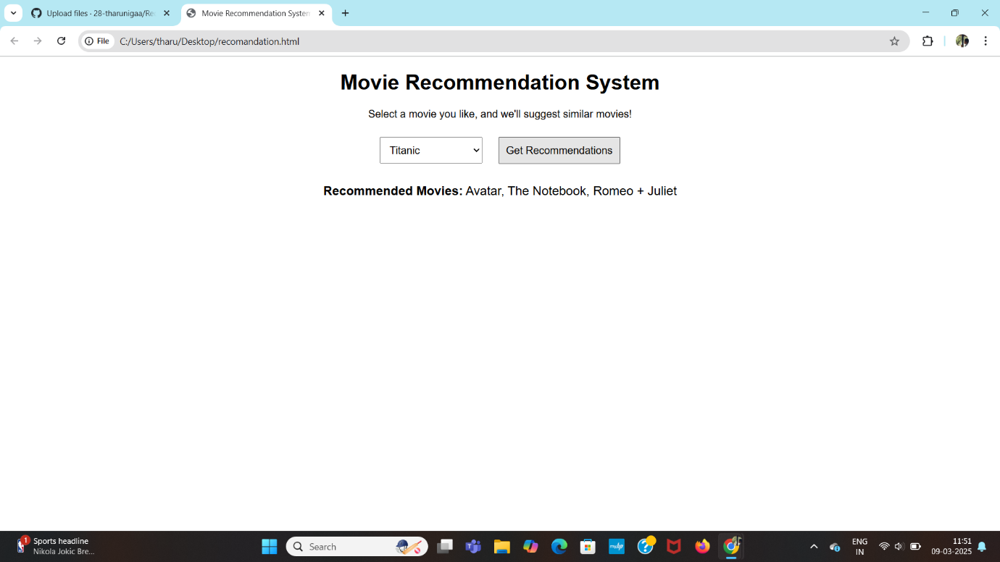 Upload files · 28-tharunigaa/Re
Movie Recommendation System
File
C:/Users/tharu/Desktop/recomandation.html
Movie Recommendation System
Select a movie you like, and we'll suggest similar movies!
Titanic
Get Recommendations
Recommended Movies: Avatar, The Notebook, Romeo + Juliet
1
Sports headline
Nikola Jokic Bre...
Search
myhp
ENG
IN
11:51
09-03-2025